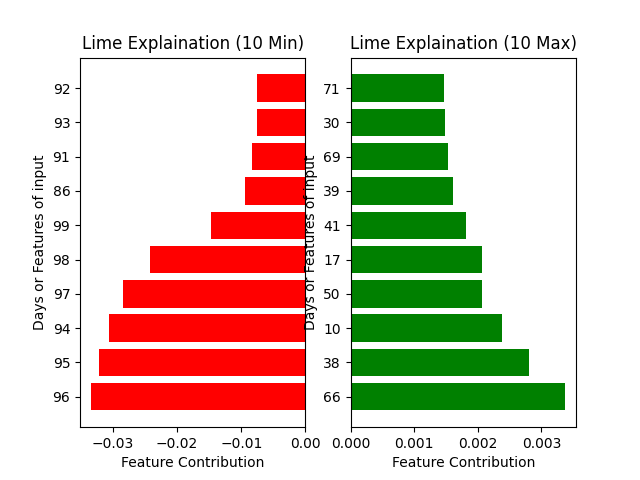 Lime Explaination (10 Min)
Days or Features of input
92
93
91
86
99
98
97
94
95
96
−0.03 −0.02 −0.01 0.00
Feature Contribution
Lime Explaination (10 Max)
Days or Features of input
71
30
69
39
41
17
50
10
38
66
0.000 0.001 0.002 0.003
Feature Contribution